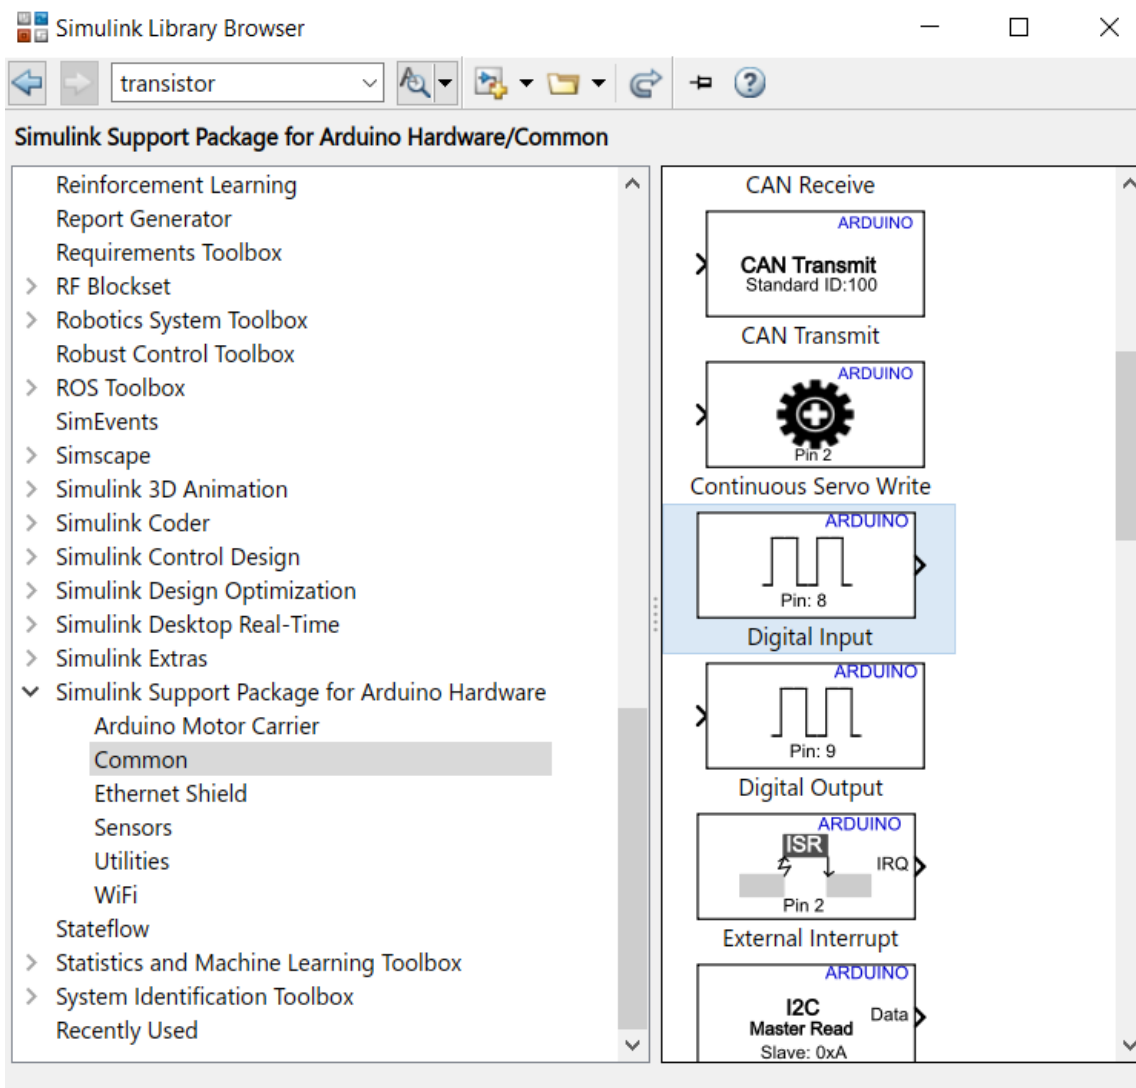 Simulink Library Browser
transistor
Simulink Support Package for Arduino Hardware/Common
Reinforcement Learning
Report Generator
Requirements Toolbox
RF Blockset
Robotics System Toolbox
Robust Control Toolbox
ROS Toolbox
SimEvents
Simscape
Simulink 3D Animation
Simulink Coder
Simulink Control Design
Simulink Design Optimization
Simulink Desktop Real-Time
Simulink Extras
Simulink Support Package for Arduino Hardware
Arduino Motor Carrier
Common
Ethernet Shield
Sensors
Utilities
WiFi
Stateflow
Statistics and Machine Learning Toolbox
System Identification Toolbox
Recently Used
CAN Receive
ARDUINO
CAN Transmit
Standard ID:100
CAN Transmit
ARDUINO
Pin 2
Continuous Servo Write
ARDUINO
Pin: 8
Digital Input
ARDUINO
Pin: 9
Digital Output
ARDUINO
ISR
IRQ
Pin 2
External Interrupt
ARDUINO
I2C
Data
Master Read
Slave: 0xA